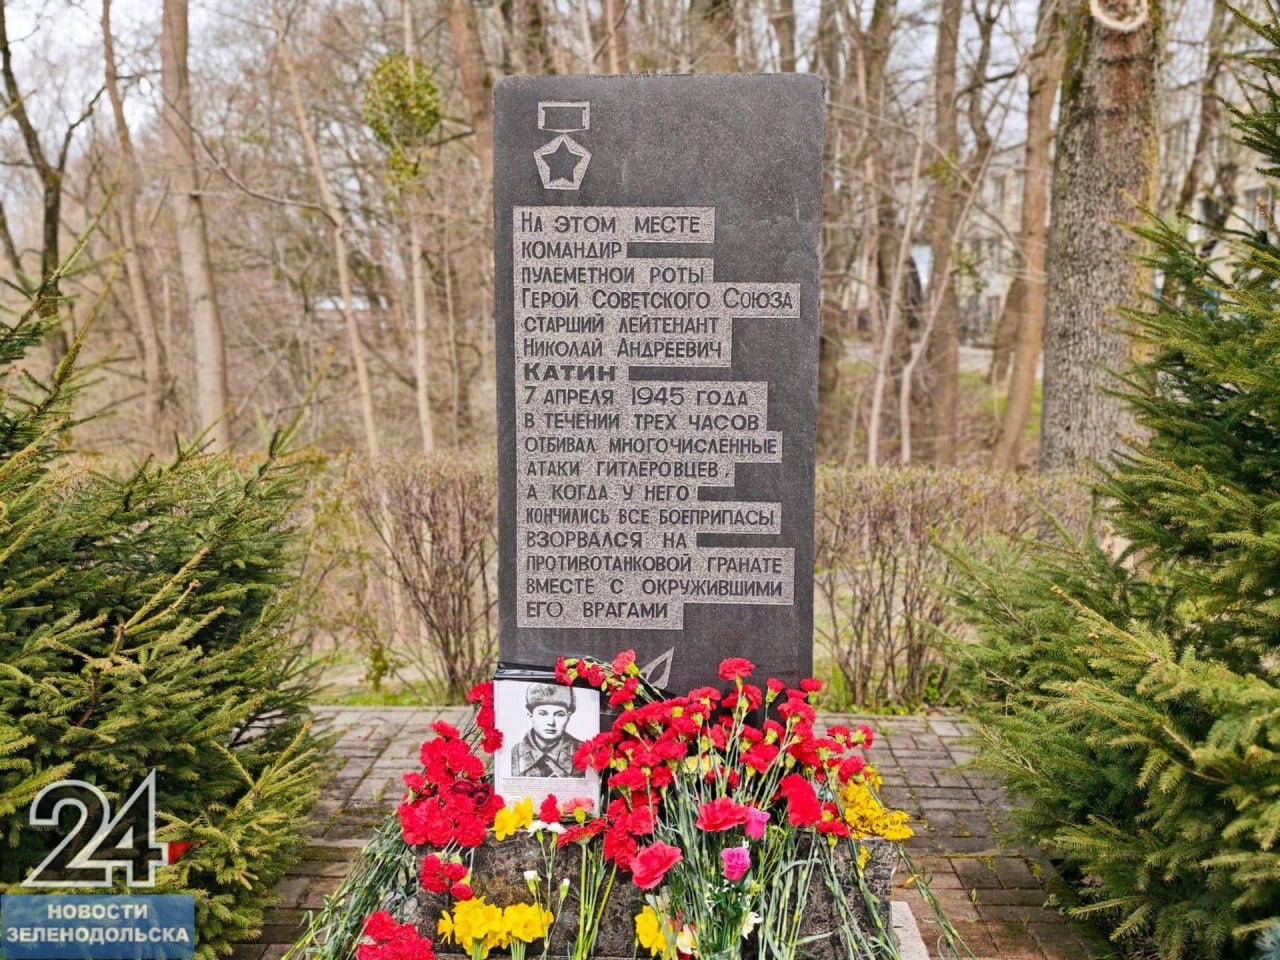 На этом месте
командир
пулеметной роты
Герой Советского Союза
старший лейтенант
Николай Андреевич
КАТИН
7 апреля 1945 года
в течении трех часов
отбивал многочисленные
атаки гитлеровцев,
а когда у него
кончились все боеприпасы
взорвался на
противотанковой гранате
вместе с окружившими
его врагами
24
НОВОСТИ
ЗЕЛЕНОДОЛЬСКА